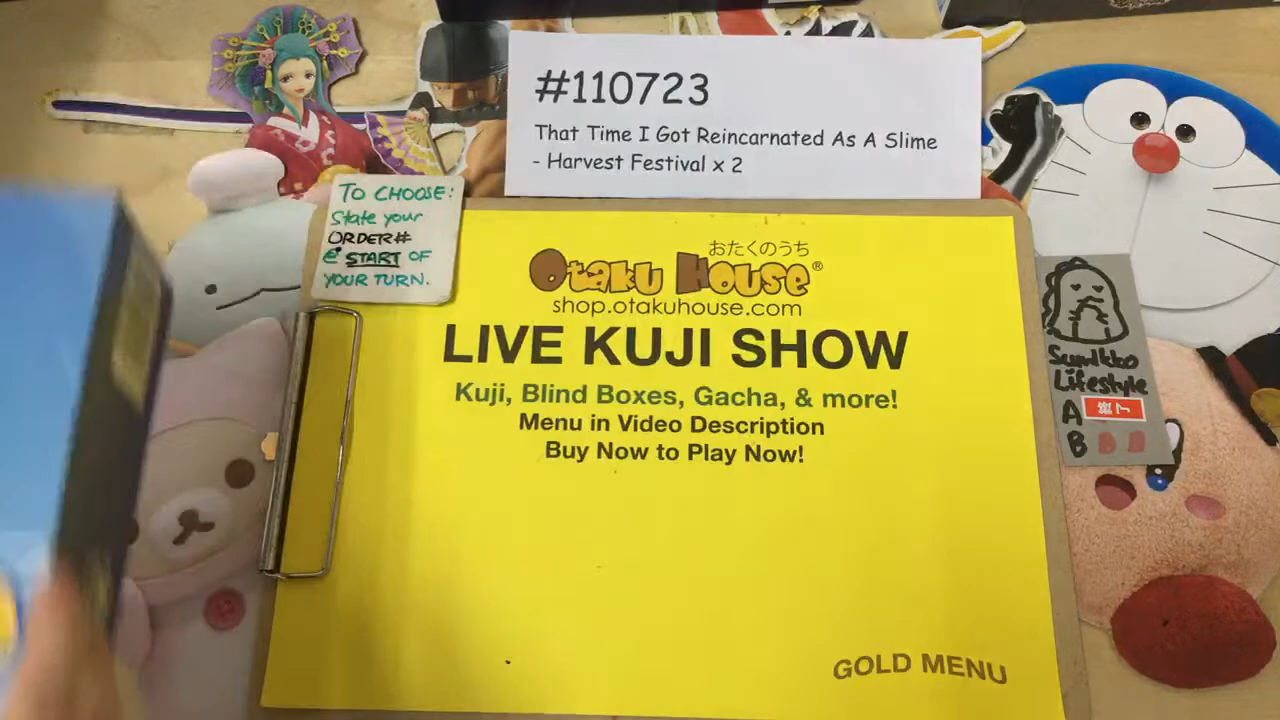 #110723
That Time I Got Reincarnated As A Slime
- Harvest Festival x 2
TO CHOOSE:
State your
ORDER#
@ START OF
YOUR TURN.
おたくのうち
Otaku House®
shop.otakuhouse.com
LIVE KUJI SHOW
Kuji, Blind Boxes, Gacha, & more!
Menu in Video Description
Buy Now to Play Now!
GOLD MENU
Sumikko
Lifestyle
A
B